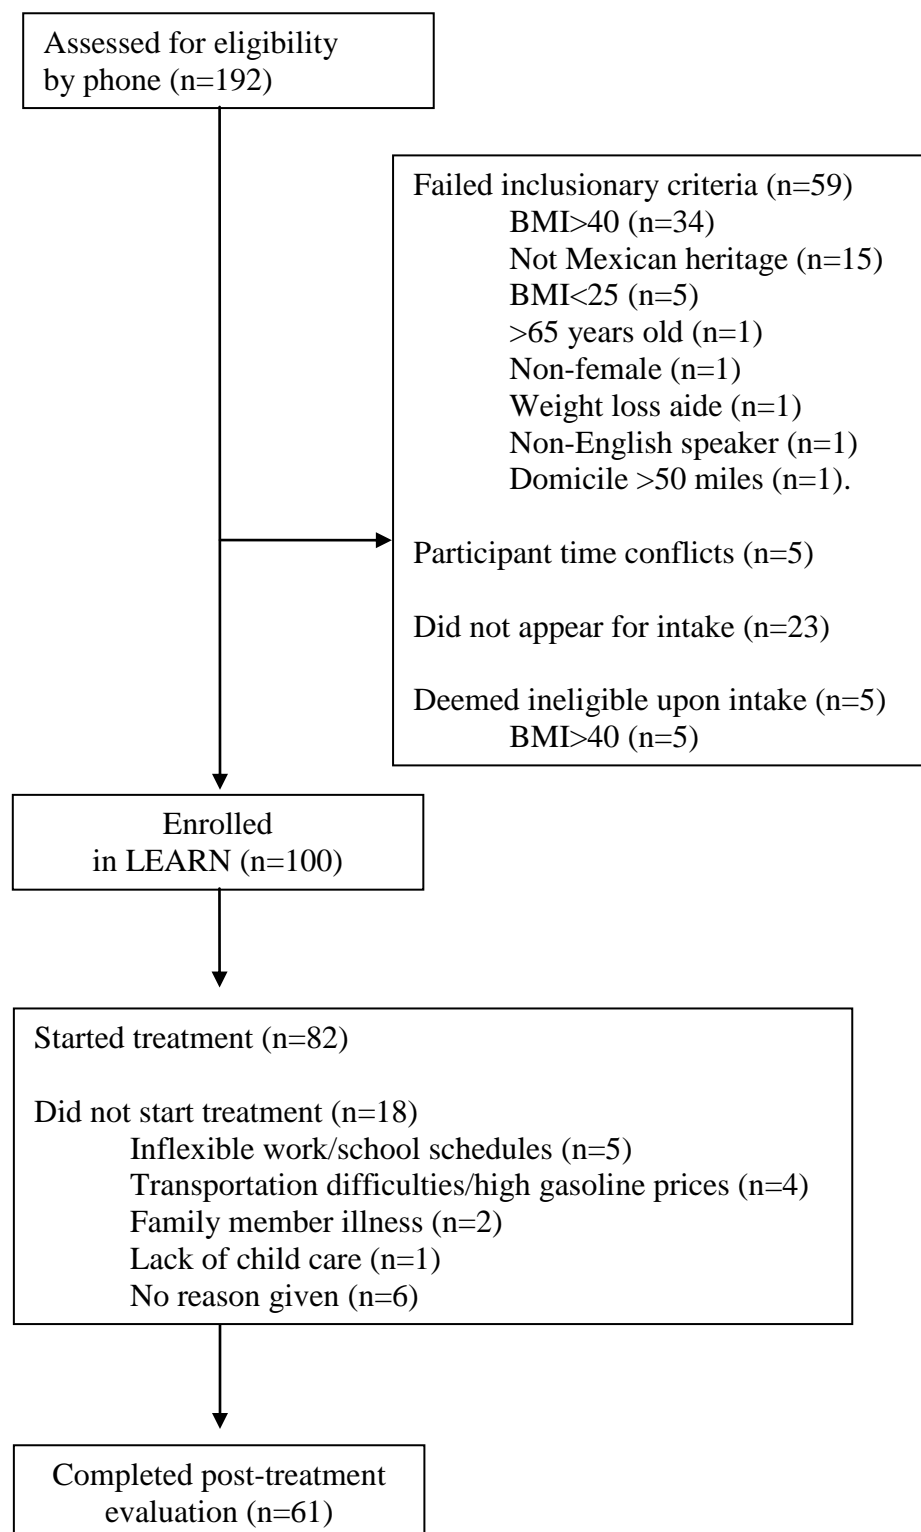 Assessed for eligibility
by phone (n=192)
Failed inclusionary criteria (n=59)
BMI>40 (n=34)
Not Mexican heritage (n=15)
BMI<25 (n=5)
>65 years old (n=1)
Non-female (n=1)
Weight loss aide (n=1)
Non-English speaker (n=1)
Domicile >50 miles (n=1).
Participant time conflicts (n=5)
Did not appear for intake (n=23)
Deemed ineligible upon intake (n=5)
BMI>40 (n=5)
Enrolled
in LEARN (n=100)
Started treatment (n=82)
Did not start treatment (n=18)
Inflexible work/school schedules (n=5)
Transportation difficulties/high gasoline prices (n=4)
Family member illness (n=2)
Lack of child care (n=1)
No reason given (n=6)
Completed post-treatment
evaluation (n=61)